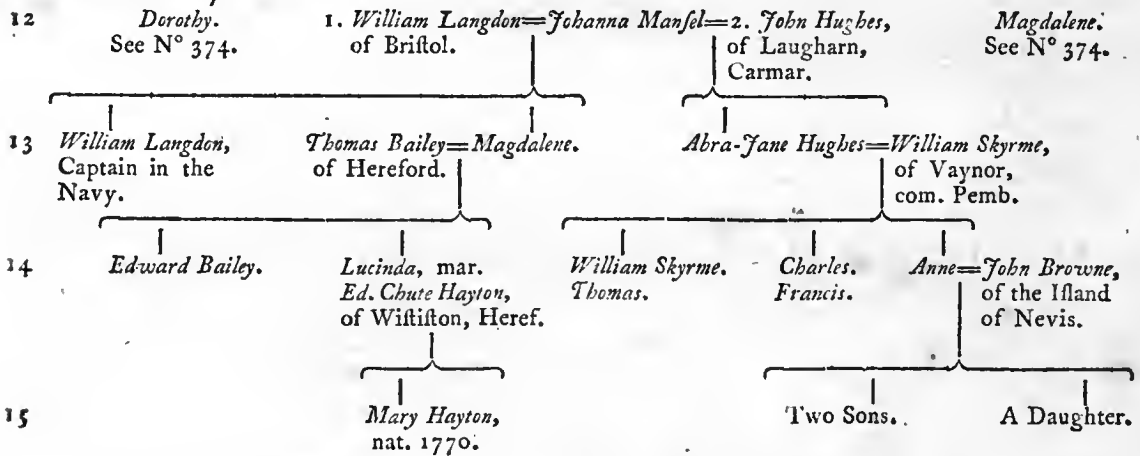 12 Dorothy. 1. William Langdon=Johanna Manſel=2. John Hughes, Magdalene.
See N° 374. of Briſtol. of Laugharn, See N° 374.
Carmar.
13 William Langdon, Thomas Bailey=Magdalene. Abra-Jane Hughes=William Skyrme,
Captain in the of Hereford. of Vaynor,
Navy. com. Pemb.
14 Edward Bailey. Lucinda, mar. William Skyrme. Charles. Anne=John Browne,
Ed. Chute Hayton, Thomas. Francis. of the Iſland
of Wiſtiſton, Heref. of Nevis.
15 Mary Hayton, Two Sons. A Daughter.
nat. 1770.